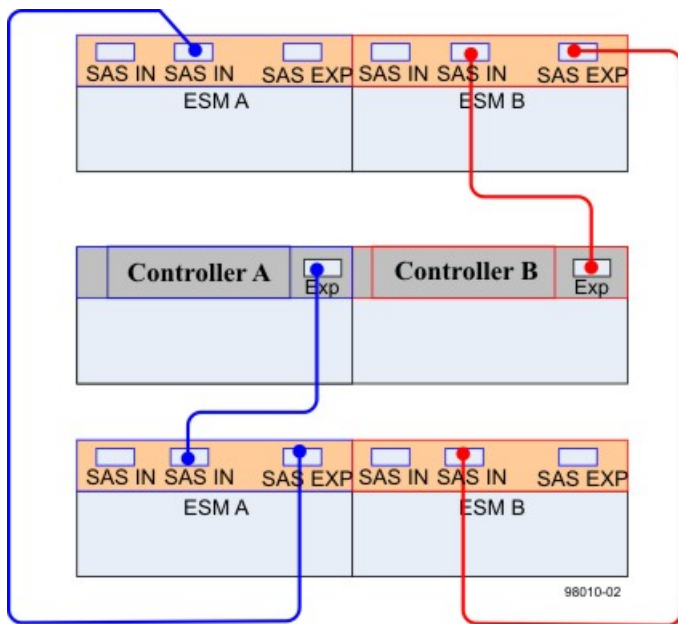 SAS IN SAS IN SAS EXP SAS IN SAS IN SAS EXP
ESM A ESM B
Controller A Exp Controller B Exp
SAS IN SAS IN SAS EXP SAS IN SAS IN SAS EXP
ESM A ESM B
98010-02